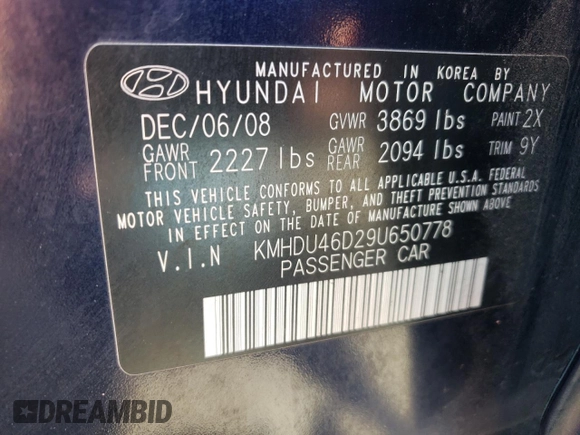 MANUFACTURED IN KOREA BY
HYUNDAI MOTOR COMPANY
DEC/06/08 GVWR 3869 lbs PAINT 2X
GAWR FRONT 2227 lbs GAWR REAR 2094 lbs TRIM 9Y
THIS VEHICLE CONFORMS TO ALL APPLICABLE U.S.A. FEDERAL
MOTOR VEHICLE SAFETY, BUMPER, AND THEFT PREVENTION STANDARDS
IN EFFECT ON THE DATE OF MANUFACTURE SHOWN ABOVE
V.I.N KMHDU46D29U650778
PASSENGER CAR
DREAMBID